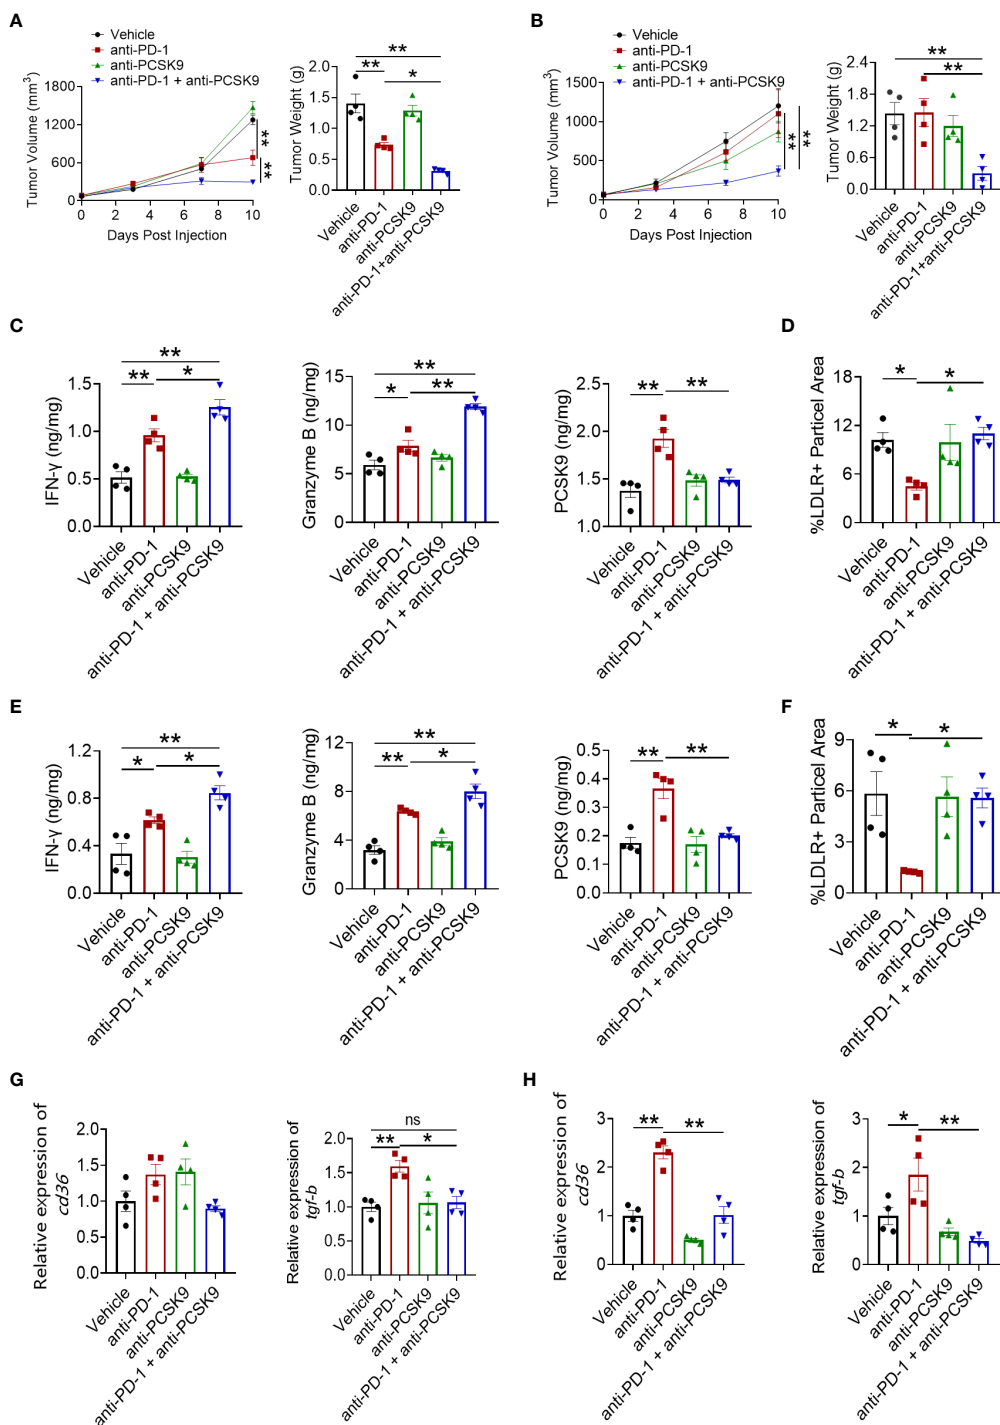 A
Vehicle
anti-PD-1
anti-PCSK9
anti-PD-1 + anti-PCSK9
Tumor Volume (mm³)
1800
1200
600
0
0 2 4 6 8 10
Days Post Injection
**
**
Tumor Weight (g)
2.0
1.5
1.0
0.5
0.0
**
** *
Vehicle
anti-PD-1
anti-PCSK9
anti-PD-1+anti-PCSK9
B
Vehicle
anti-PD-1
anti-PCSK9
anti-PD-1 + anti-PCSK9
Tumor Volume (mm³)
1500
1000
500
0
0 2 4 6 8 10
Days Post Injection
**
**
Tumor Weight (g)
2.4
1.8
1.2
0.6
0.0
**
**
Vehicle
anti-PD-1
anti-PCSK9
anti-PD-1+anti-PCSK9
C
IFN-γ (ng/mg)
1.5
1.0
0.5
0.0
**
** *
Vehicle
anti-PD-1
anti-PCSK9
anti-PD-1 + anti-PCSK9
Granzyme B (ng/mg)
15
10
5
0
**
* **
Vehicle
anti-PD-1
anti-PCSK9
anti-PD-1 + anti-PCSK9
PCSK9 (ng/mg)
2.5
2.0
1.5
1.0
** **
Vehicle
anti-PD-1
anti-PCSK9
anti-PD-1 + anti-PCSK9
D
%LDLR+ Particel Area
18
12
6
0
* *
Vehicle
anti-PD-1
anti-PCSK9
anti-PD-1 + anti-PCSK9
E
IFN-γ (ng/mg)
1.2
0.8
0.4
0.0
**
* *
Vehicle
anti-PD-1
anti-PCSK9
anti-PD-1 + anti-PCSK9
Granzyme B (ng/mg)
12
8
4
0
**
** *
Vehicle
anti-PD-1
anti-PCSK9
anti-PD-1 + anti-PCSK9
PCSK9 (ng/mg)
0.5
0.4
0.3
0.2
0.1
0.0
** **
Vehicle
anti-PD-1
anti-PCSK9
anti-PD-1 + anti-PCSK9
F
%LDLR+ Particel Area
9
6
3
0
* *
Vehicle
anti-PD-1
anti-PCSK9
anti-PD-1 + anti-PCSK9
G
Relative expression of
cd36
2.0
1.5
1.0
0.5
0.0
Vehicle
anti-PD-1
anti-PCSK9
anti-PD-1 + anti-PCSK9
Relative expression of
tgf-b
2.0
1.5
1.0
0.5
0.0
ns
** *
Vehicle
anti-PD-1
anti-PCSK9
anti-PD-1 + anti-PCSK9
H
Relative expression of
cd36
3
2
1
0
** **
Vehicle
anti-PD-1
anti-PCSK9
anti-PD-1 + anti-PCSK9
Relative expression of
tgf-b
3
2
1
0
* **
Vehicle
anti-PD-1
anti-PCSK9
anti-PD-1 + anti-PCSK9